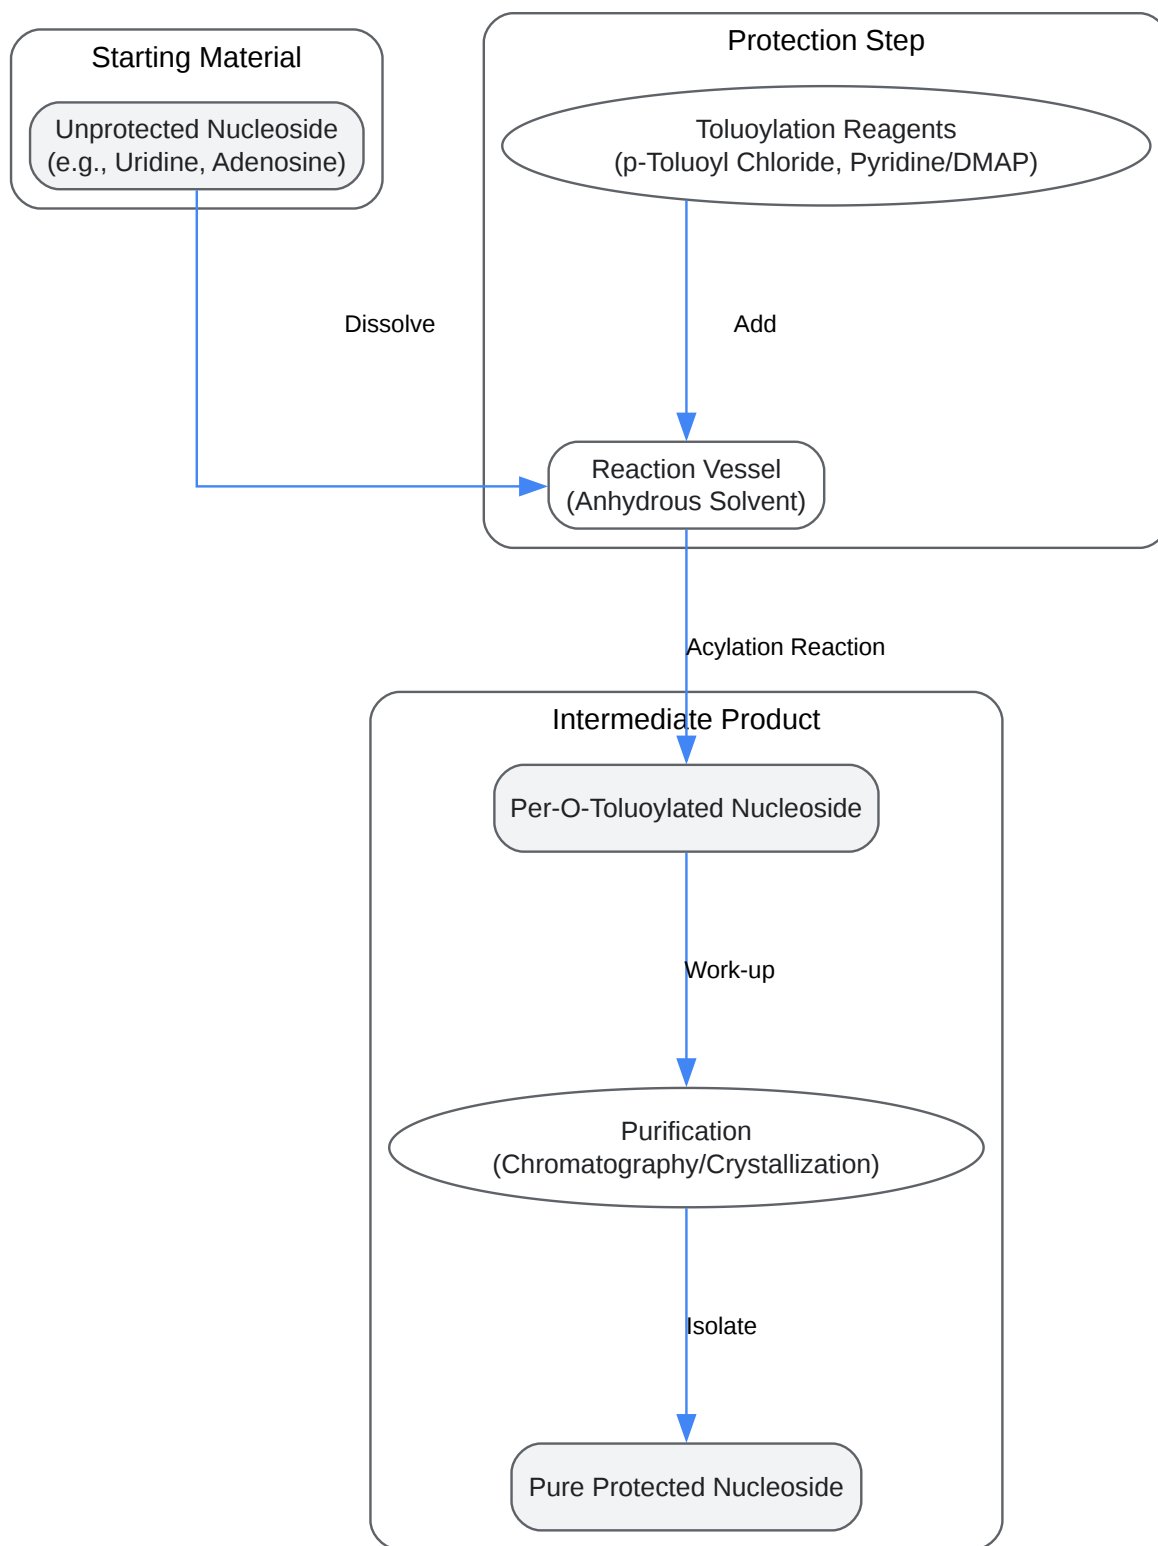 Starting Material
Unprotected Nucleoside
(e.g., Uridine, Adenosine)
Protection Step
Toluoylation Reagents
(p-Toluoyl Chloride, Pyridine/DMAP)
Dissolve
Add
Reaction Vessel
(Anhydrous Solvent)
Acylation Reaction
Intermediate Product
Per-O-Toluoylated Nucleoside
Work-up
Purification
(Chromatography/Crystallization)
Isolate
Pure Protected Nucleoside